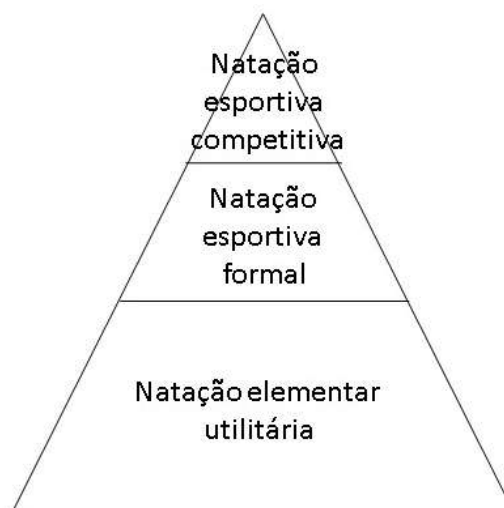 Natação
esportiva
competitiva
Natação
esportiva
formal
Natação elementar
utilitária